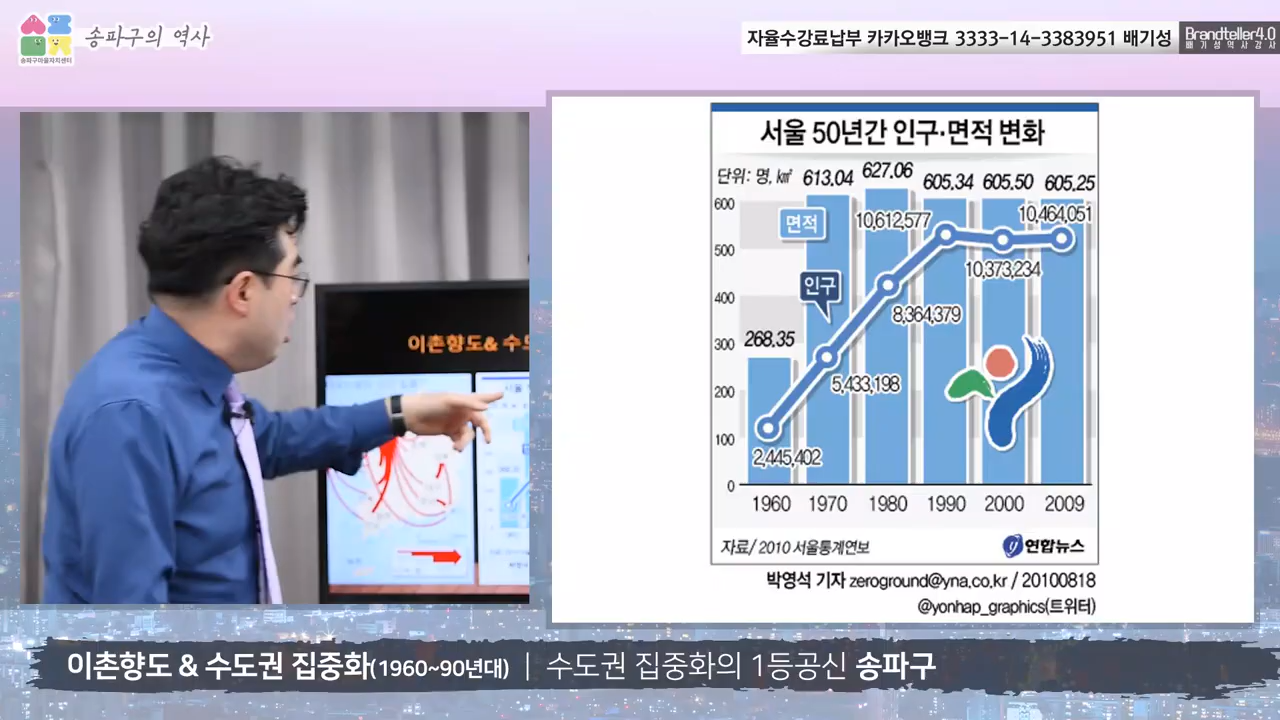 송파구의 역사
송파구마을자치센터
자율수강료납부 카카오뱅크 3333-14-3383951 배기성
Brandteller4.0
배기성역사강사
이촌향도& 수도
서울 50년간 인구·면적 변화
단위: 명, ㎢
613.04
627.06
605.34
605.50
605.25
면적
10,612,577
10,464,051
인구
10,373,234
8,364,379
268.35
5,433,198
2,445,402
600
500
400
300
200
100
0
1960 1970 1980 1990 2000 2009
자료/ 2010 서울통계연보
연합뉴스
박영석 기자 zeroground@yna.co.kr / 20100818
@yonhap_graphics(트위터)
이촌향도 & 수도권 집중화(1960~90년대) | 수도권 집중화의 1등공신 송파구